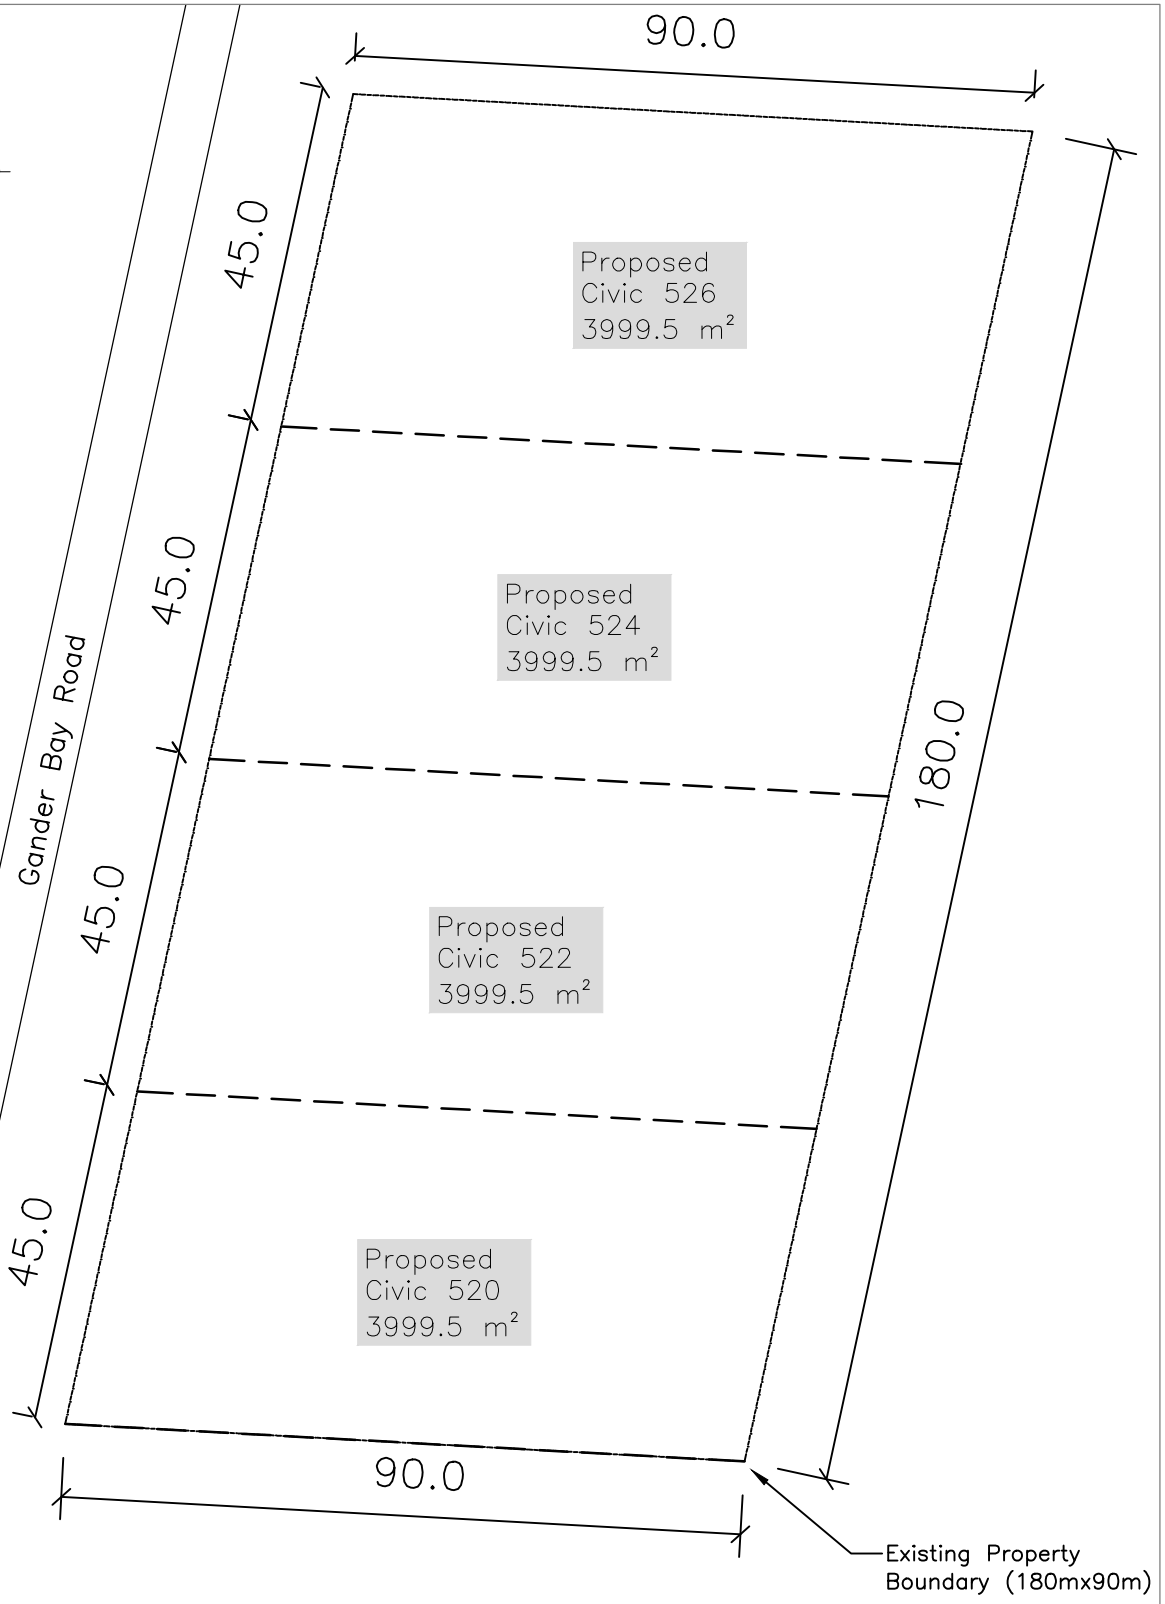 90.0
45.0
Proposed
Civic 526
3999.5 m²
45.0
Proposed
Civic 524
3999.5 m²
Gander Bay Road
180.0
45.0
Proposed
Civic 522
3999.5 m²
45.0
Proposed
Civic 520
3999.5 m²
90.0
Existing Property
Boundary (180mx90m)